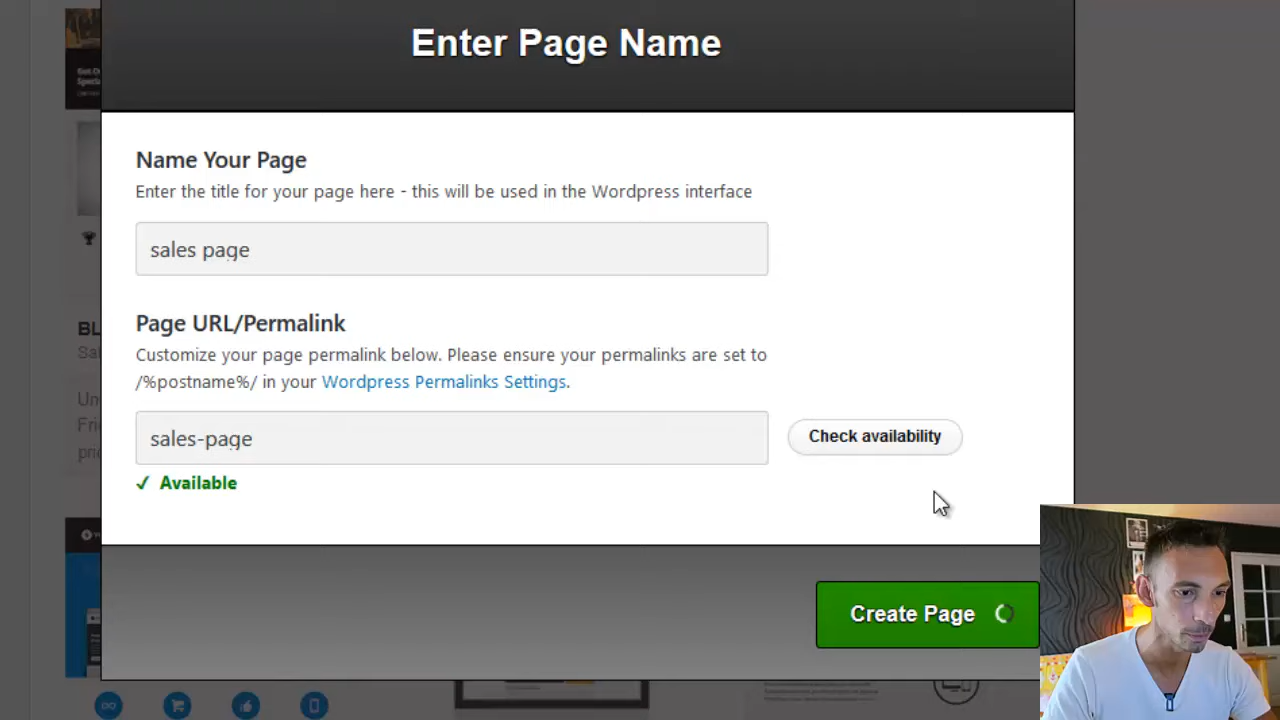 Enter Page Name
Name Your Page
Enter the title for your page here - this will be used in the Wordpress interface
sales page
Page URL/Permalink
Customize your page permalink below. Please ensure your permalinks are set to
/%postname%/ in your Wordpress Permalinks Settings.
sales-page
Check availability
✓ Available
Create Page